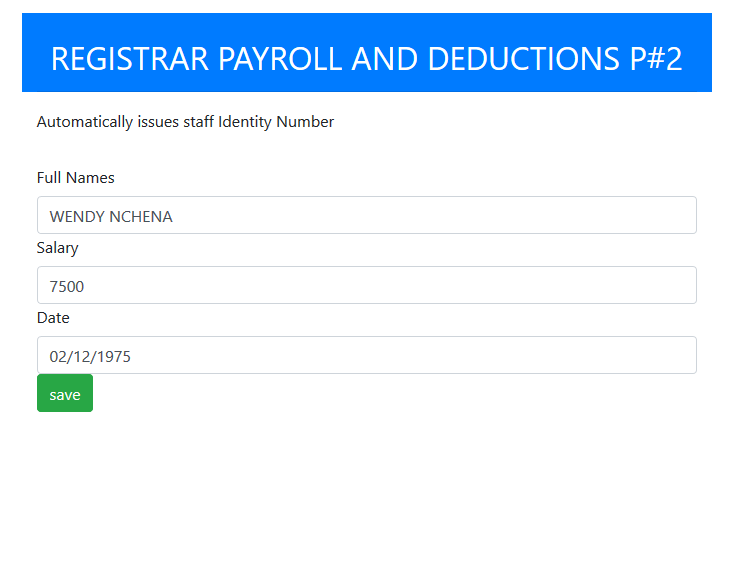 REGISTRAR PAYROLL AND DEDUCTIONS P#2
Automatically issues staff Identity Number
Full Names
WENDY NCHENA
Salary
7500
Date
02/12/1975
save